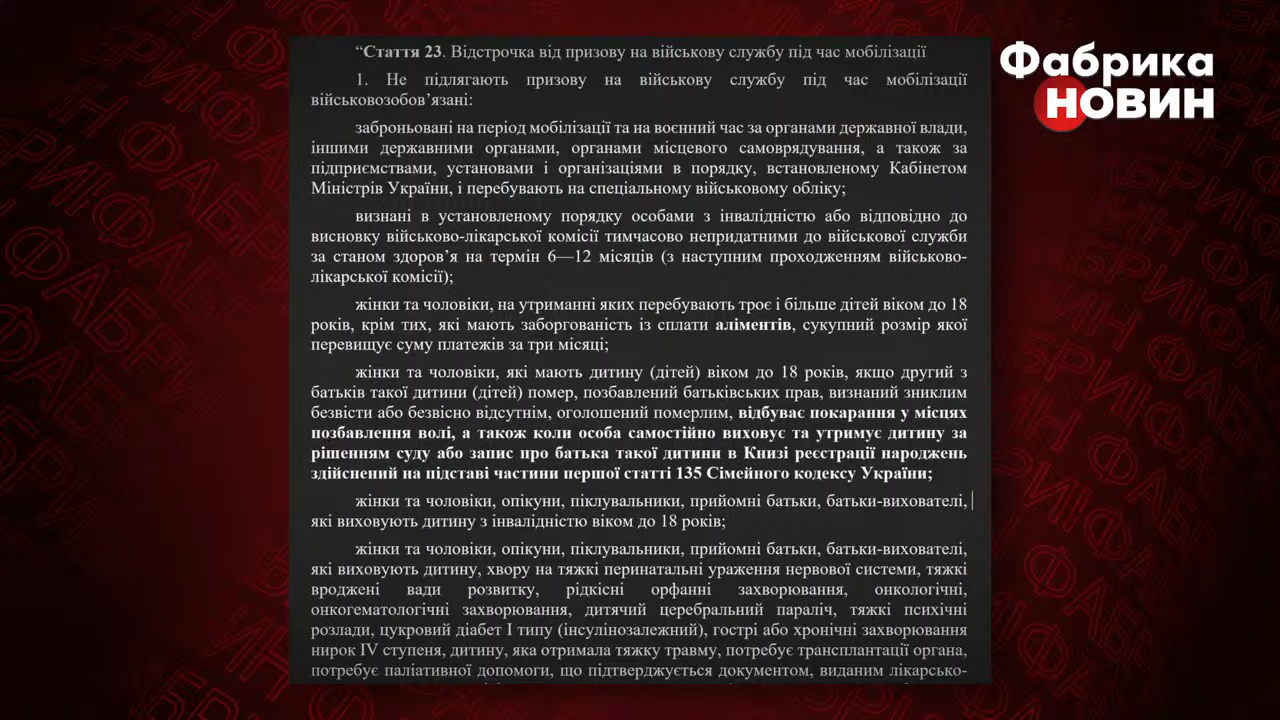 Фабрика
НОВИН
“Стаття 23. Відстрочка від призову на військову службу під час мобілізації
1. Не підлягають призову на військову службу під час мобілізації
військовозобов’язані:
заброньовані на період мобілізації та на воєнний час за органами державної влади,
іншими державними органами, органами місцевого самоврядування, а також за
підприємствами, установами і організаціями в порядку, встановленому Кабінетом
Міністрів України, і перебувають на спеціальному військовому обліку;
визнані в установленому порядку особами з інвалідністю або відповідно до
висновку військово-лікарської комісії тимчасово непридатними до військової служби
за станом здоров’я на термін 6—12 місяців (з наступним проходженням військово-
лікарської комісії);
жінки та чоловіки, на утриманні яких перебувають троє і більше дітей віком до 18
років, крім тих, які мають заборгованість із сплати аліментів, сукупний розмір якої
перевищує суму платежів за три місяці;
жінки та чоловіки, які мають дитину (дітей) віком до 18 років, якщо другий з
батьків такої дитини (дітей) помер, позбавлений батьківських прав, визнаний зниклим
безвісти або безвісно відсутнім, оголошений померлим, відбуває покарання у місцях
позбавлення волі, а також коли особа самостійно виховує та утримує дитину за
рішенням суду або запис про батька такої дитини в Книзі реєстрації народжень
здійснений на підставі частини першої статті 135 Сімейного кодексу України;
жінки та чоловіки, опікуни, піклувальники, прийомні батьки, батьки-вихователі,
які виховують дитину з інвалідністю віком до 18 років;
жінки та чоловіки, опікуни, піклувальники, прийомні батьки, батьки-вихователі,
які виховують дитину, хвору на тяжкі перинатальні ураження нервової системи, тяжкі
вроджені вади розвитку, рідкісні орфанні захворювання, онкологічні,
онкогематологічні захворювання, дитячий церебральний параліч, тяжкі психічні
розлади, цукровий діабет I типу (інсулінозалежний), гострі або хронічні захворювання
нирок IV ступеня, дитину, яка отримала тяжку травму, потребує трансплантації органа,
потребує паліативної допомоги, що підтверджується документом, виданим лікарсько-